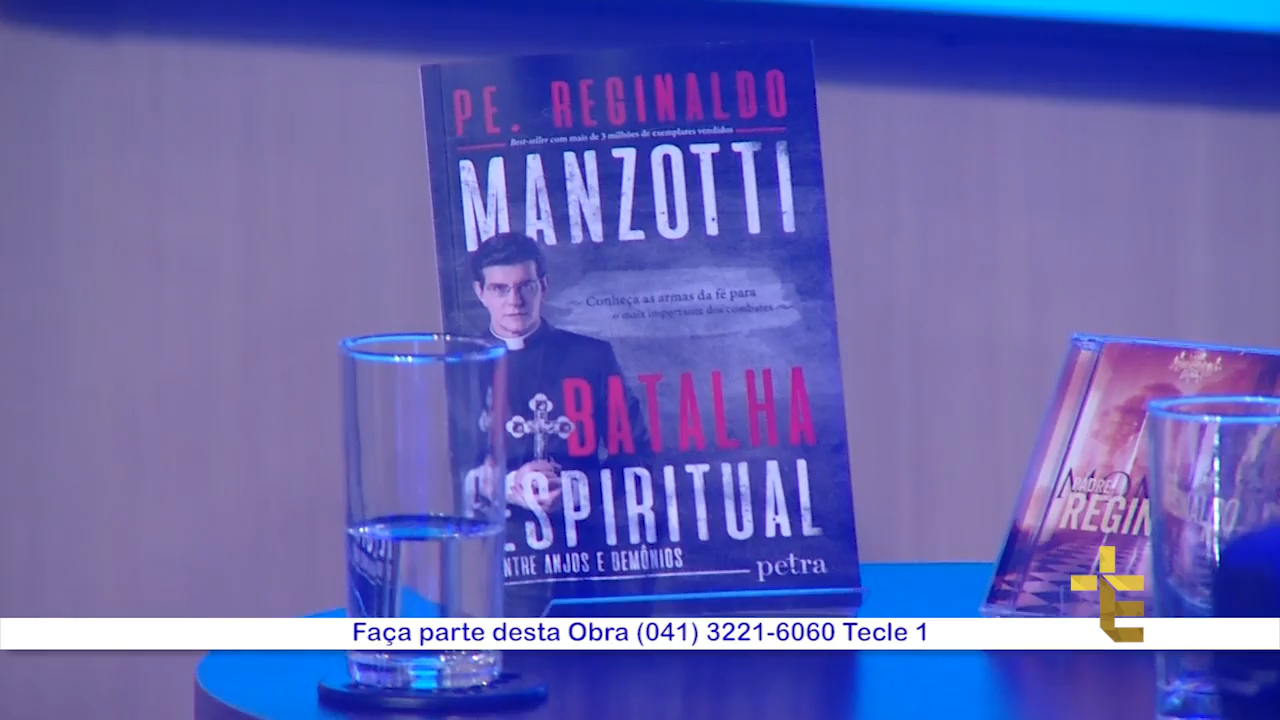 PE. REGINALDO
Best-seller com mais de 3 milhões de exemplares vendidos
MANZOTTI
Conheça as armas da fé para
o mais importante dos combates
BATALHA
ESPIRITUAL
NTRE ANJOS E DEMÔNIOS
petra
PADRE
REGIN
Faça parte desta Obra (041) 3221-6060 Tecle 1